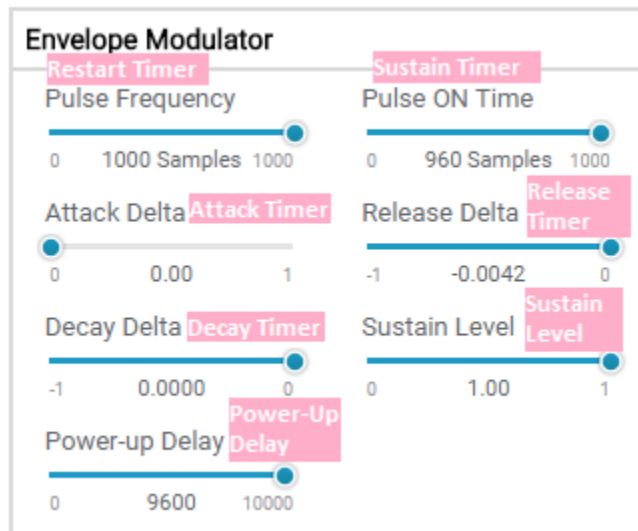 Envelope Modulator
Restart Timer
Sustain Timer
Pulse Frequency
Pulse ON Time
0 1000 Samples 1000
0 960 Samples 1000
Attack Delta Attack Timer
Release Delta Release
Timer
0 0.00 1
-1 -0.0042 0
Decay Delta Decay Timer
Sustain Level Sustain
Level
-1 0.0000 0
0 1.00 1
Power-up Delay Power-Up
Delay
0 9600 10000